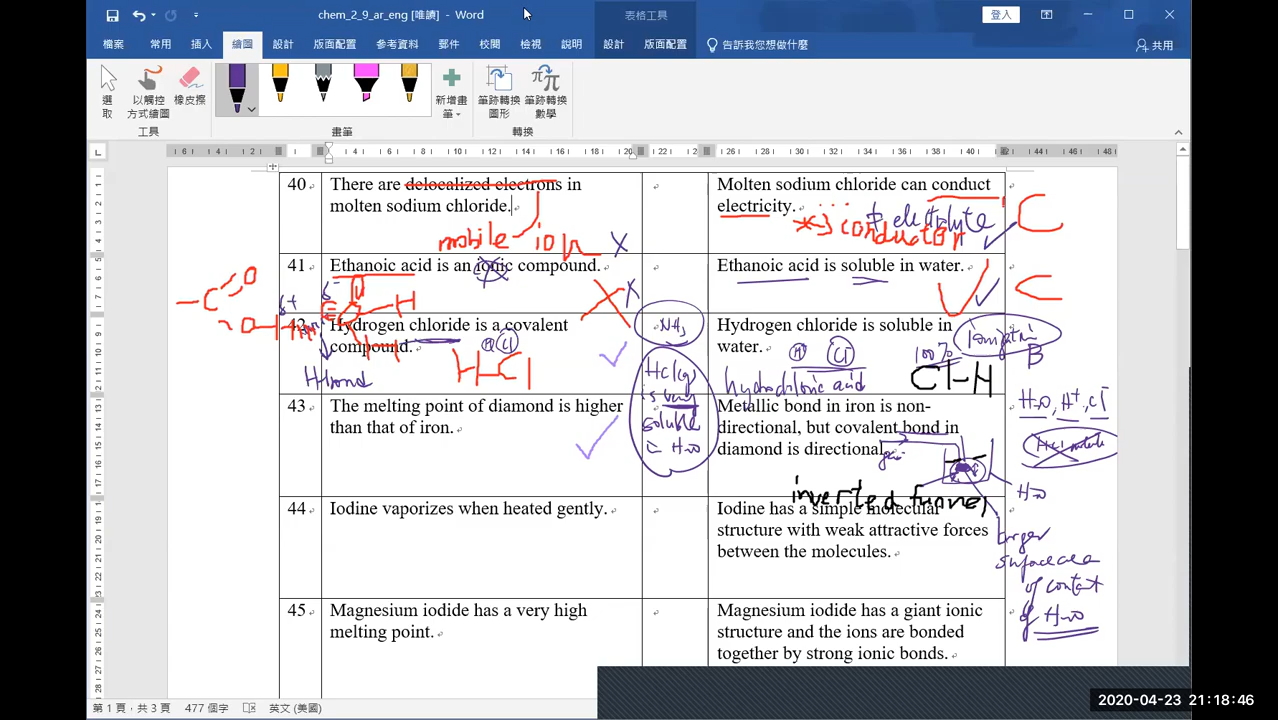 chem_2_9_ar_eng [唯讀] - Word
表格工具
登入
檔案 常用 插入 繪圖 設計 版面配置 參考資料 郵件 校閱 檢視 說明 設計 版面配置 告訴我您想做什麼 共用
選取
以觸控方式繪圖
橡皮擦
新增畫筆
筆跡轉換圖形
筆跡轉換數學
工具 畫筆 轉換
40 There are delocalized electrons in molten sodium chloride.
mobile ion X
Molten sodium chloride can conduct electricity.
electrolyte
conductor
C
41 Ethanoic acid is an ionic compound.
X
Ethanoic acid is soluble in water.
C
C O
O-H
δ+ δ-
H
H
H bond
42 Hydrogen chloride is a covalent compound.
H Cl
H-Cl
NH3
Hydrogen chloride is soluble in water.
H Cl
100%
B
hydrochloric acid
Cl-H
HCl(g) is very soluble in H2O
H2O, H+, Cl-
43 The melting point of diamond is higher than that of iron.
Metallic bond in iron is non-directional, but covalent bond in diamond is directional.
inverted funnel
H2O
larger surface area of contact of H2O
44 Iodine vaporizes when heated gently.
Iodine has a simple molecular structure with weak attractive forces between the molecules.
45 Magnesium iodide has a very high melting point.
Magnesium iodide has a giant ionic structure and the ions are bonded together by strong ionic bonds.
第 1 頁，共 3 頁 477 個字 英文 (美國)
2020-04-23 21:18:46